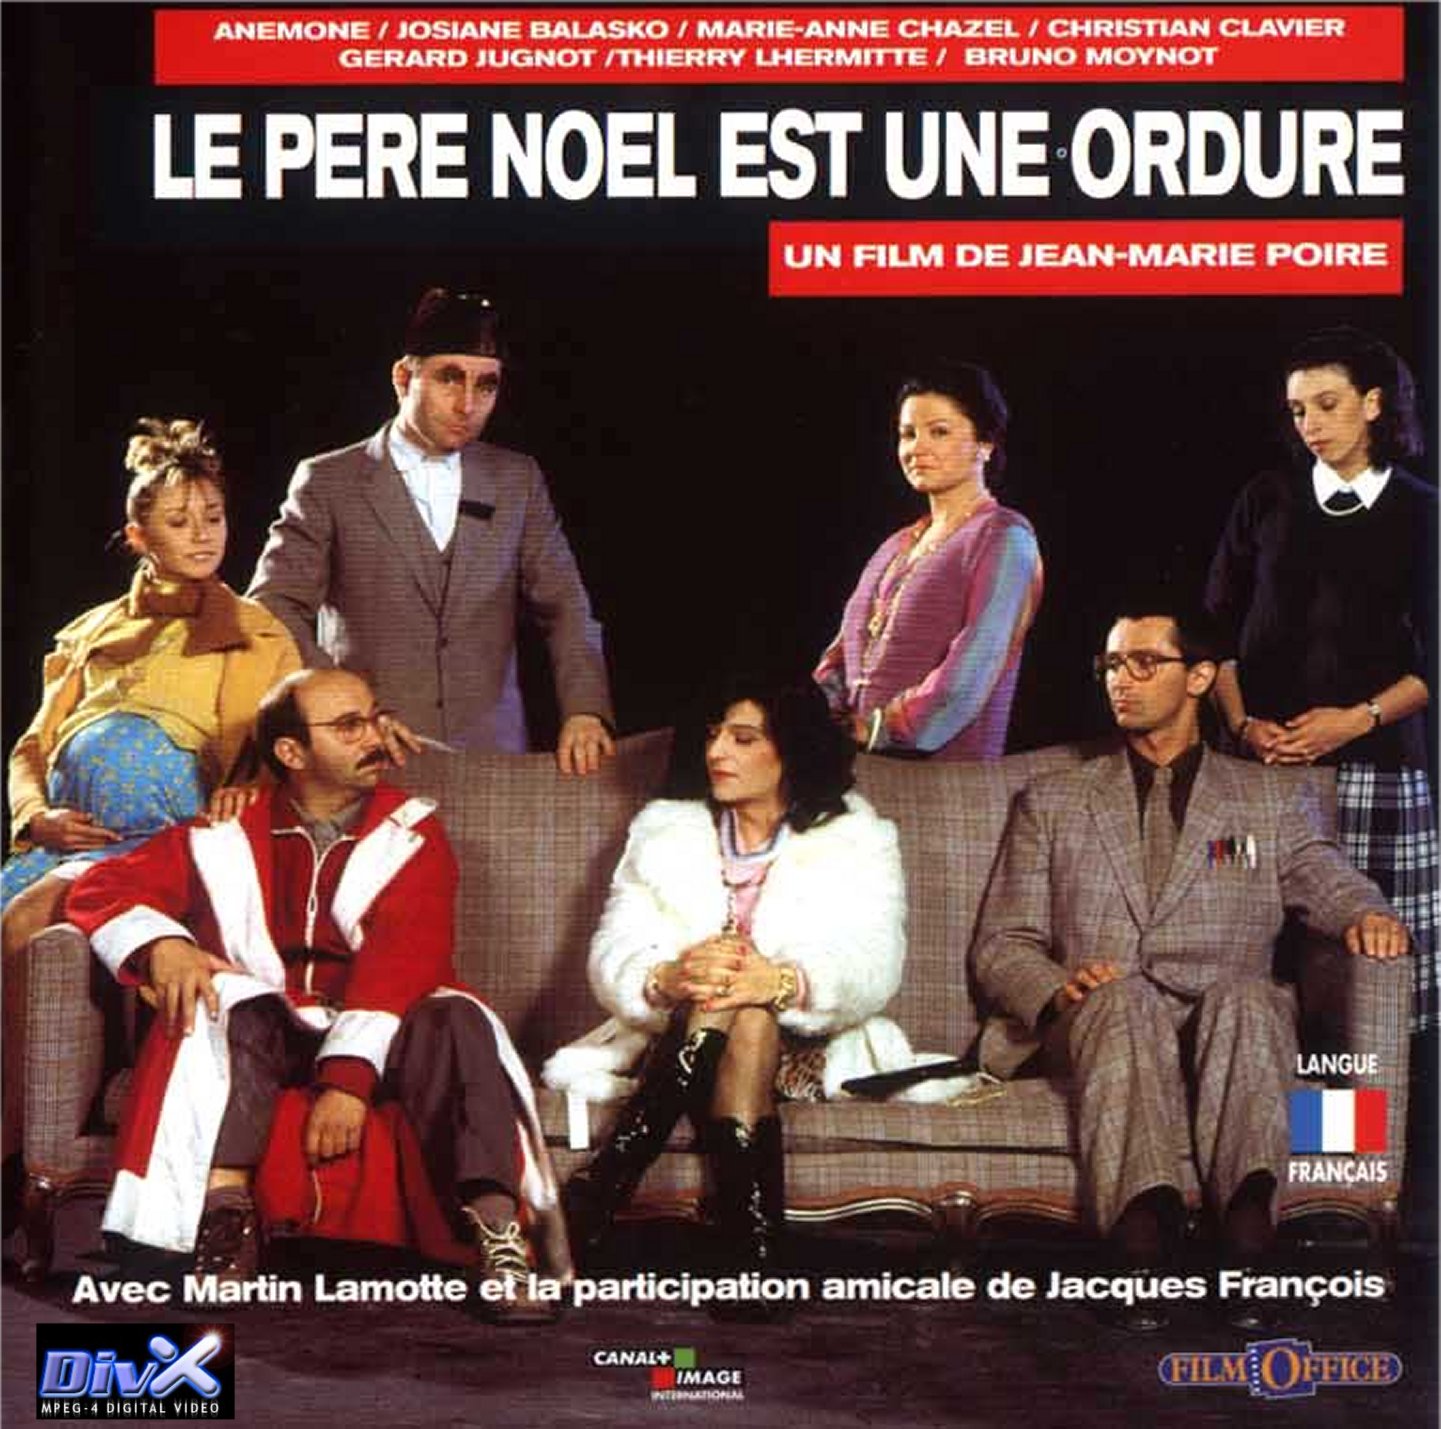 ANEMONE / JOSIANE BALASKO / MARIE-ANNE CHAZEL / CHRISTIAN CLAVIER
GERARD JUGNOT /THIERRY LHERMITTE / BRUNO MOYNOT
LE PERE NOEL EST UNE ORDURE
UN FILM DE JEAN-MARIE POIRE
LANGUE
FRANÇAIS
Avec Martin Lamotte et la participation amicale de Jacques François
DivX
MPEG-4 DIGITAL VIDEO
CANAL+
IMAGE
INTERNATIONAL
FILM OFFICE